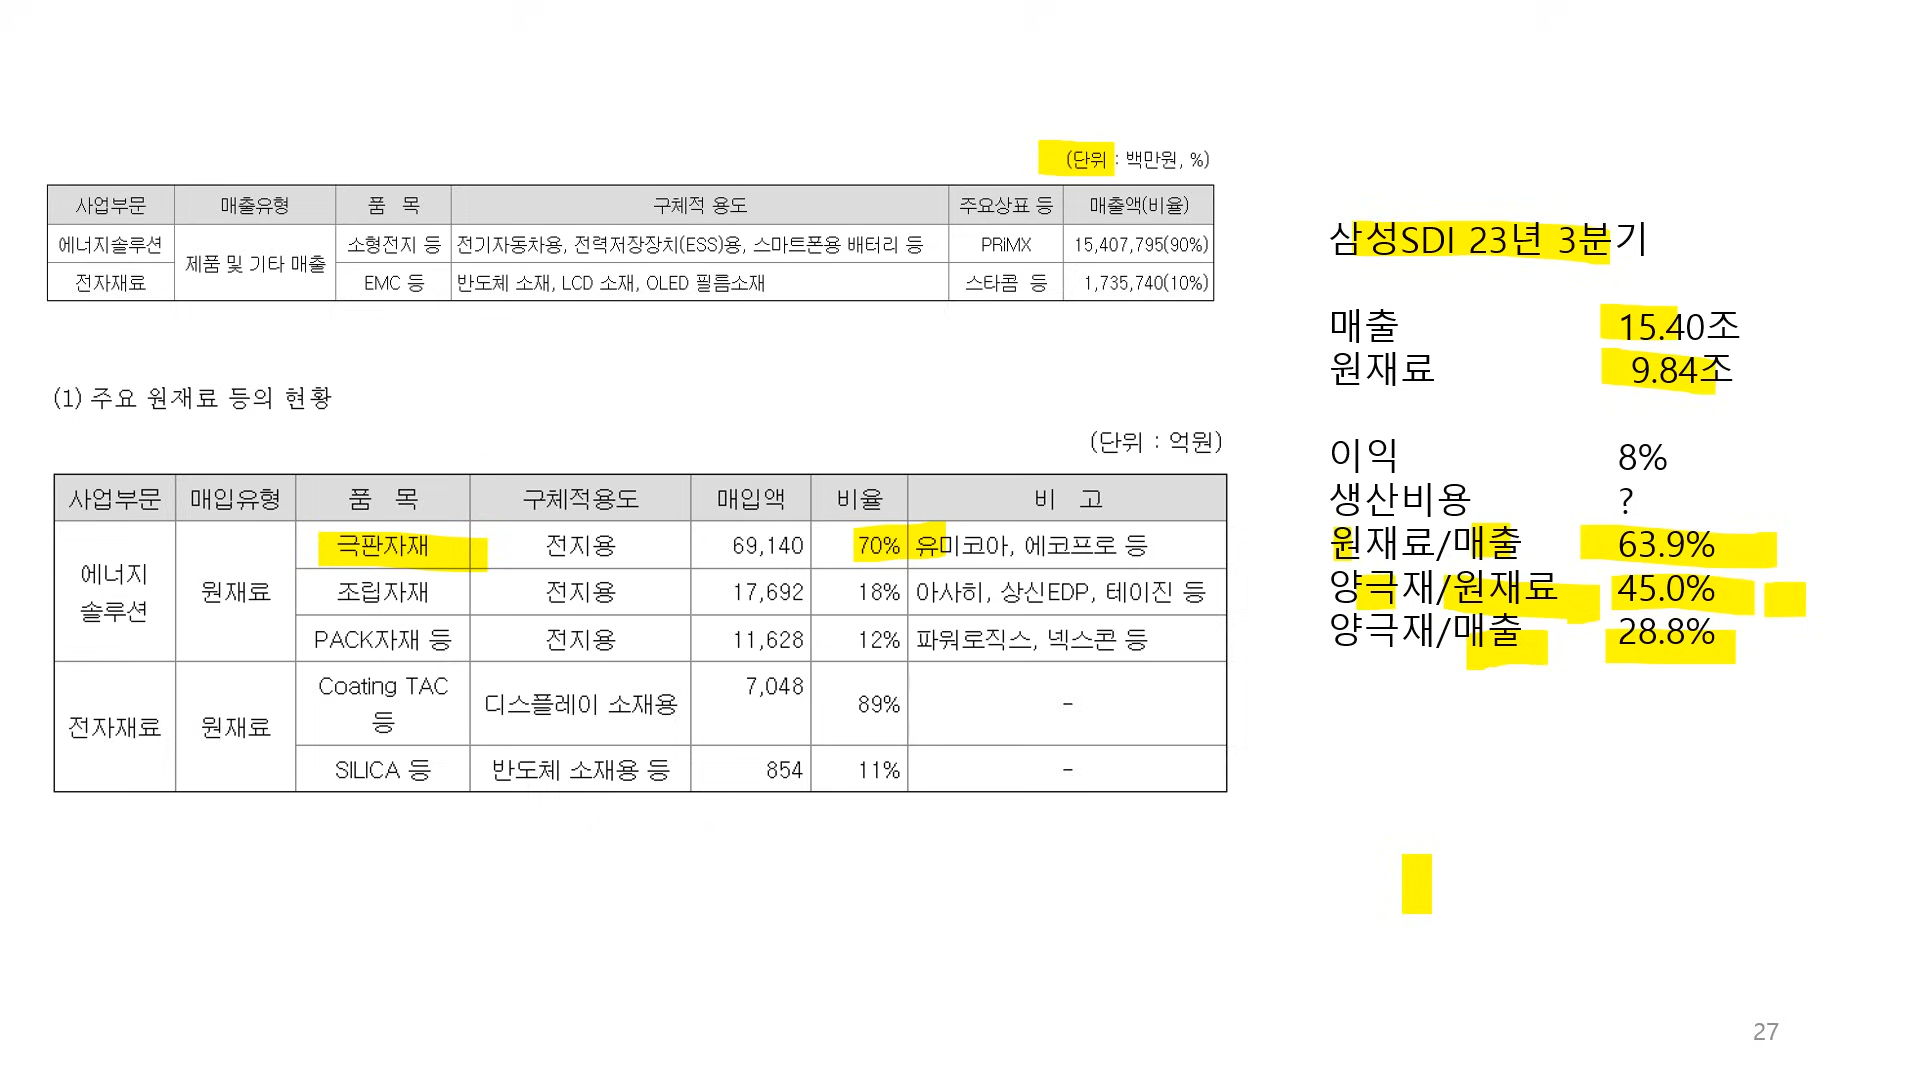 (단위 : 백만원, %)
사업부문 매출유형 품 목 구체적 용도 주요상표 등 매출액(비율)
에너지솔루션 제품 및 기타 매출 소형전지 등 전기자동차용, 전력저장장치(ESS)용, 스마트폰용 배터리 등 PRiMX 15,407,795(90%)
전자재료 EMC 등 반도체 소재, LCD 소재, OLED 필름소재 스타콤 등 1,735,740(10%)
(1) 주요 원재료 등의 현황
(단위 : 억원)
사업부문 매입유형 품 목 구체적용도 매입액 비율 비 고
에너지
솔루션
원재료
극판자재 전지용 69,140 70% 유미코아, 에코프로 등
조립자재 전지용 17,692 18% 아사히, 상신EDP, 테이진 등
PACK자재 등 전지용 11,628 12% 파워로직스, 넥스콘 등
전자재료 원재료
Coating TAC
등
디스플레이 소재용 7,048 89% -
SILICA 등 반도체 소재용 등 854 11% -
삼성SDI 23년 3분기
매출 15.40조
원재료 9.84조
이익 8%
생산비용 ?
원재료/매출 63.9%
양극재/원재료 45.0%
양극재/매출 28.8%
27